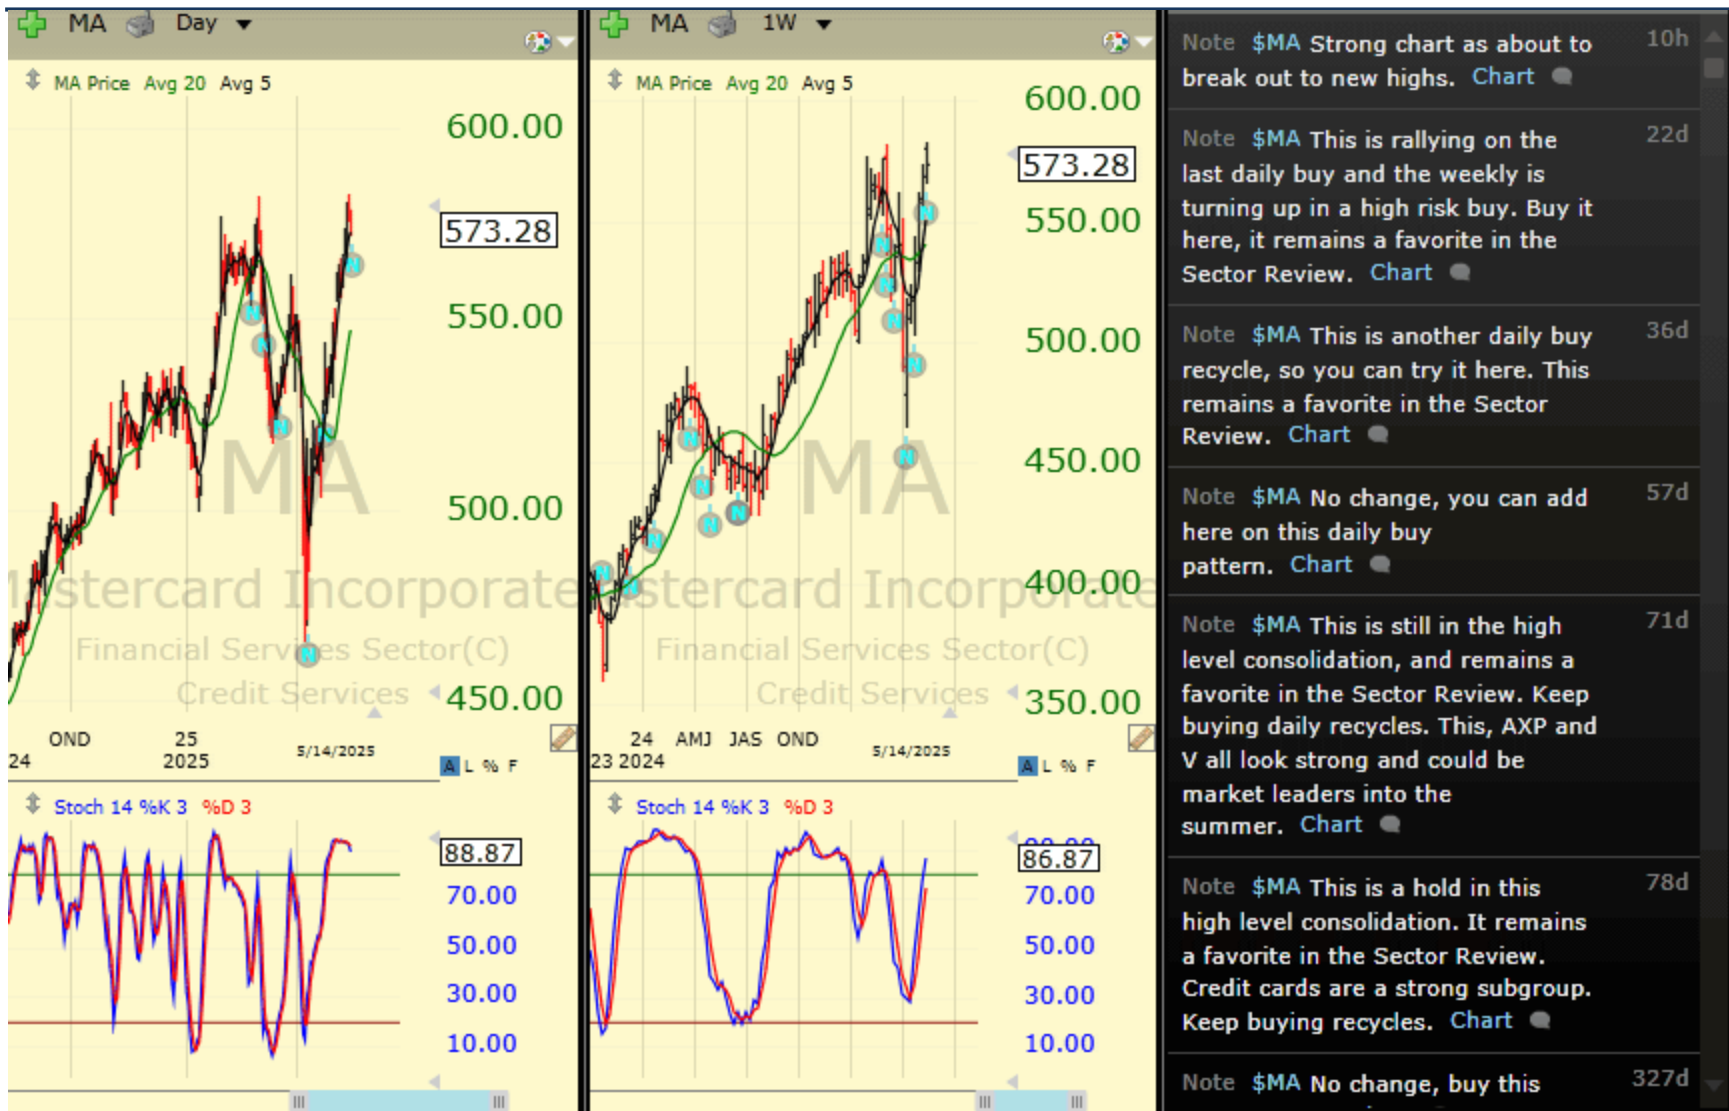 MA Day
MA Price Avg 20 Avg 5
600.00
573.28
550.00
500.00
450.00
MA
Mastercard Incorporate
Financial Services Sector(C)
Credit Services
OND 25
24 2025
5/14/2025
A L % F
Stoch 14 %K 3 %D 3
88.87
70.00
50.00
30.00
10.00
MA 1W
MA Price Avg 20 Avg 5
600.00
573.28
550.00
500.00
450.00
400.00
350.00
MA
stercard Incorporate
Financial Services Sector(C)
Credit Services
24 AMJ JAS OND
23 2024
5/14/2025
A L % F
Stoch 14 %K 3 %D 3
86.87
70.00
50.00
30.00
10.00
Note $MA Strong chart as about to 10h
break out to new highs. Chart
Note $MA This is rallying on the 22d
last daily buy and the weekly is
turning up in a high risk buy. Buy it
here, it remains a favorite in the
Sector Review. Chart
Note $MA This is another daily buy 36d
recycle, so you can try it here. This
remains a favorite in the Sector
Review. Chart
Note $MA No change, you can add 57d
here on this daily buy
pattern. Chart
Note $MA This is still in the high 71d
level consolidation, and remains a
favorite in the Sector Review. Keep
buying daily recycles. This, AXP and
V all look strong and could be
market leaders into the
summer. Chart
Note $MA This is a hold in this 78d
high level consolidation. It remains
a favorite in the Sector Review.
Credit cards are a strong subgroup.
Keep buying recycles. Chart
Note $MA No change, buy this 327d